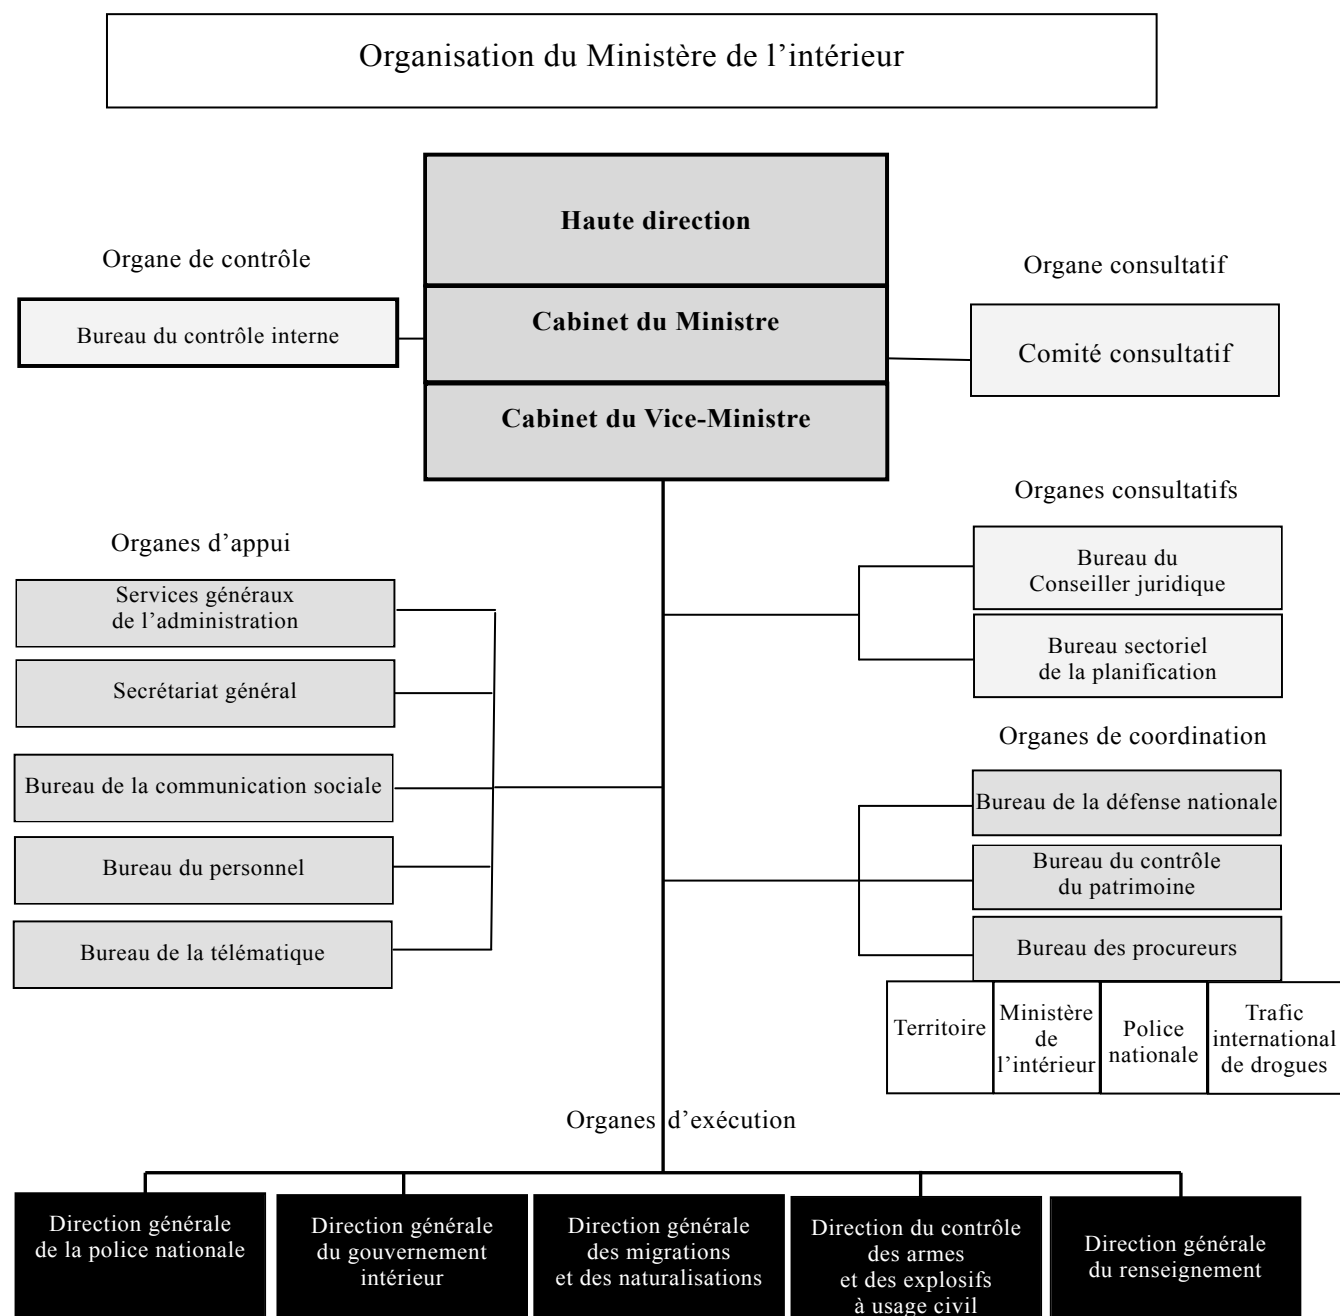 Organisation du Ministère de l’intérieur
Haute direction
Organe de contrôle
Organe consultatif
Bureau du contrôle interne
Cabinet du Ministre
Comité consultatif
Cabinet du Vice-Ministre
Organes consultatifs
Organes d’appui
Bureau du
Conseiller juridique
Services généraux
de l’administration
Bureau sectoriel
de la planification
Secrétariat général
Organes de coordination
Bureau de la communication sociale
Bureau de la défense nationale
Bureau du personnel
Bureau du contrôle
du patrimoine
Bureau de la télématique
Bureau des procureurs
Territoire
Ministère
de
l’intérieur
Police
nationale
Trafic
international
de drogues
Organes d’exécution
Direction générale
de la police nationale
Direction générale
du gouvernement
intérieur
Direction générale
des migrations
et des naturalisations
Direction du contrôle
des armes
et des explosifs
à usage civil
Direction générale
du renseignement